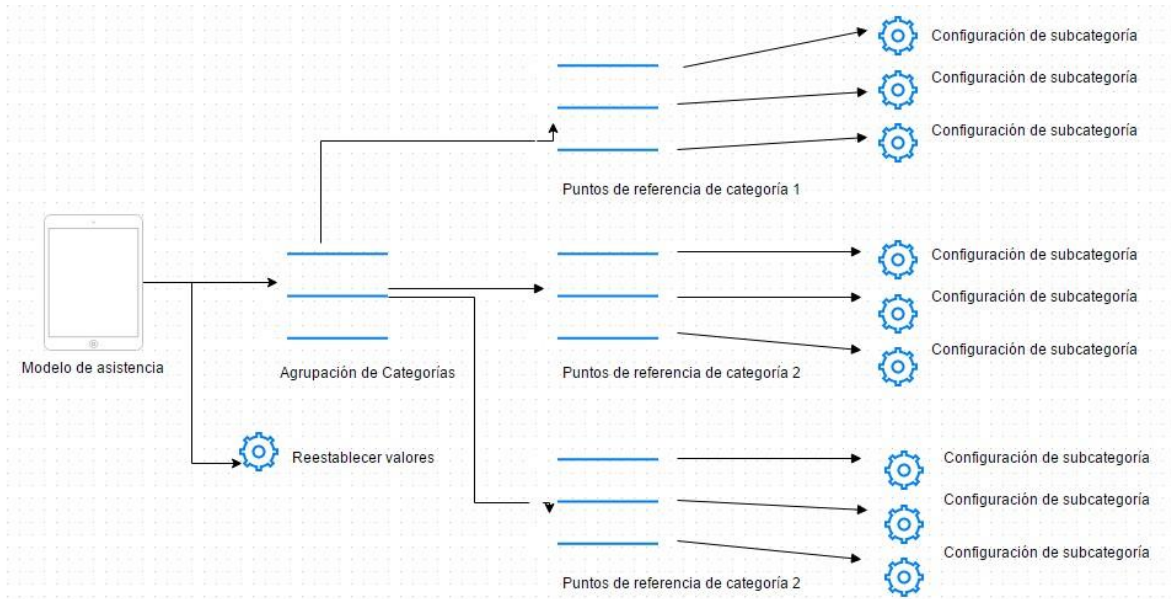 Configuración de subcategoría
Configuración de subcategoría
Configuración de subcategoría
Puntos de referencia de categoría 1
Modelo de asistencia
Agrupación de Categorías
Configuración de subcategoría
Configuración de subcategoría
Configuración de subcategoría
Puntos de referencia de categoría 2
Reestablecer valores
Configuración de subcategoría
Configuración de subcategoría
Configuración de subcategoría
Puntos de referencia de categoría 2